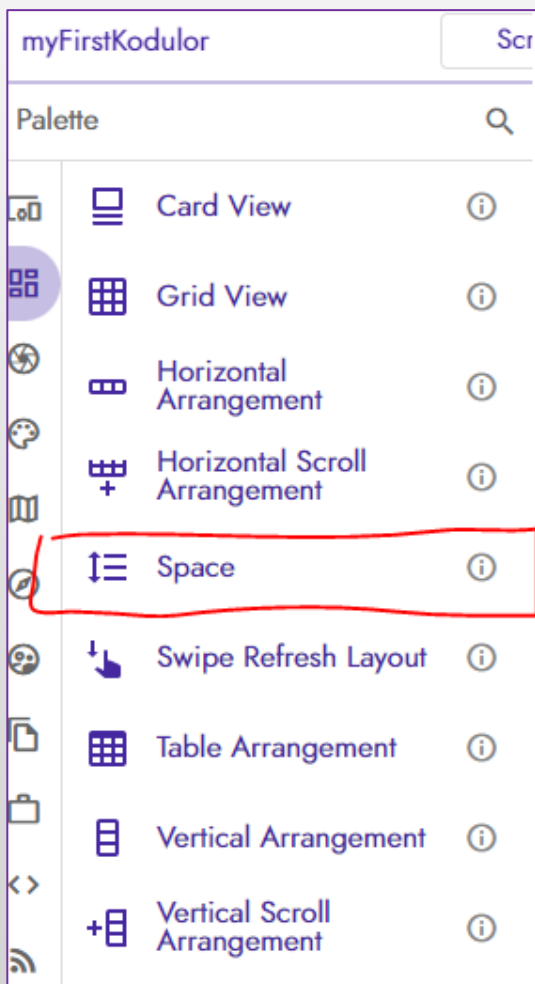 myFirstKodulor
Scr
Palette
Card View
Grid View
Horizontal
Arrangement
Horizontal Scroll
Arrangement
Space
Swipe Refresh Layout
Table Arrangement
Vertical Arrangement
Vertical Scroll
Arrangement